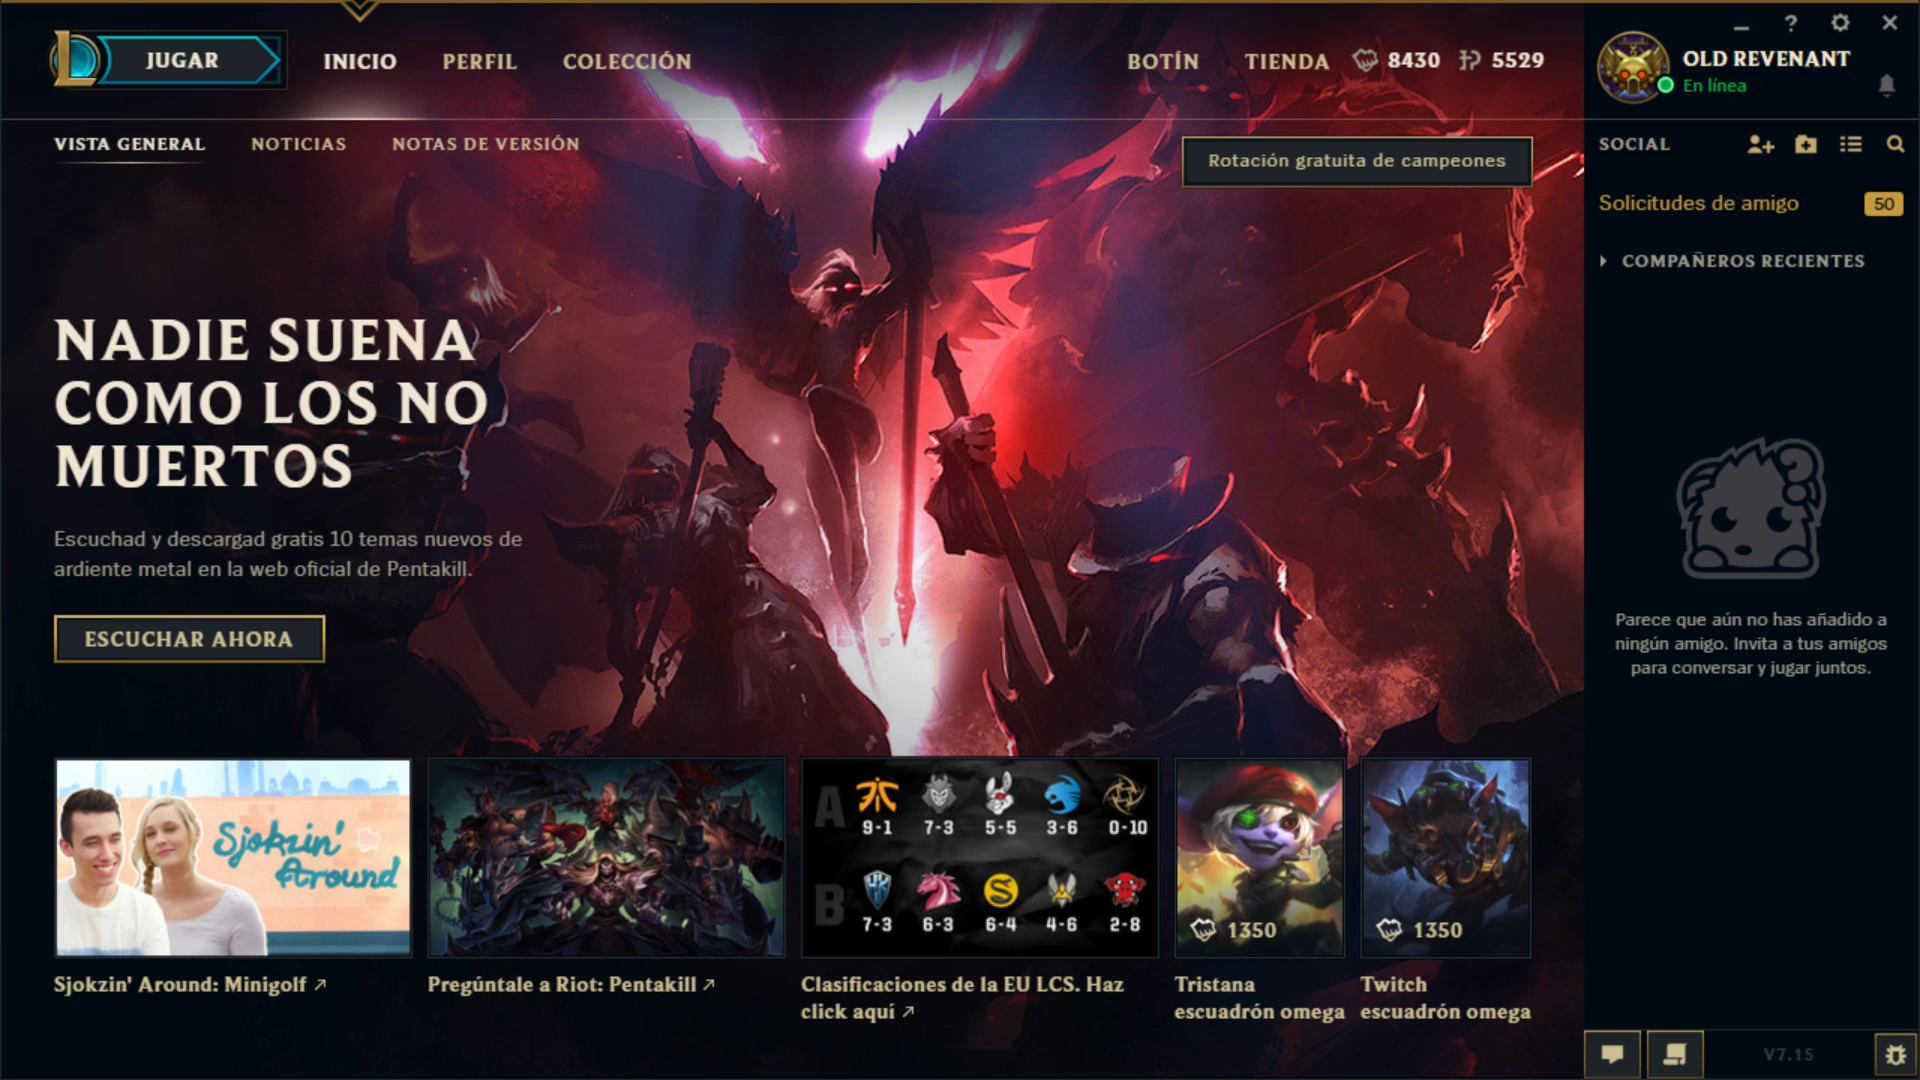 JUGAR
INICIO
PERFIL
COLECCIÓN
BOTÍN
TIENDA
8430
5529
OLD REVENANT
En línea
VISTA GENERAL
NOTICIAS
NOTAS DE VERSIÓN
Rotación gratuita de campeones
SOCIAL
Solicitudes de amigo
50
COMPAÑEROS RECIENTES
NADIE SUENA
COMO LOS NO
MUERTOS
Escuchad y descargad gratis 10 temas nuevos de
ardiente metal en la web oficial de Pentakill.
ESCUCHAR AHORA
Parece que aún no has añadido a
ningún amigo. Invita a tus amigos
para conversar y jugar juntos.
Sjokzin'
Around
A
9-1
7-3
5-5
3-6
0-10
B
7-3
6-3
6-4
4-6
2-8
1350
1350
Sjokzin' Around: Minigolf
Pregúntale a Riot: Pentakill
Clasificaciones de la EU LCS. Haz
click aquí
Tristana
escuadrón omega
Twitch
escuadrón omega
V7.15